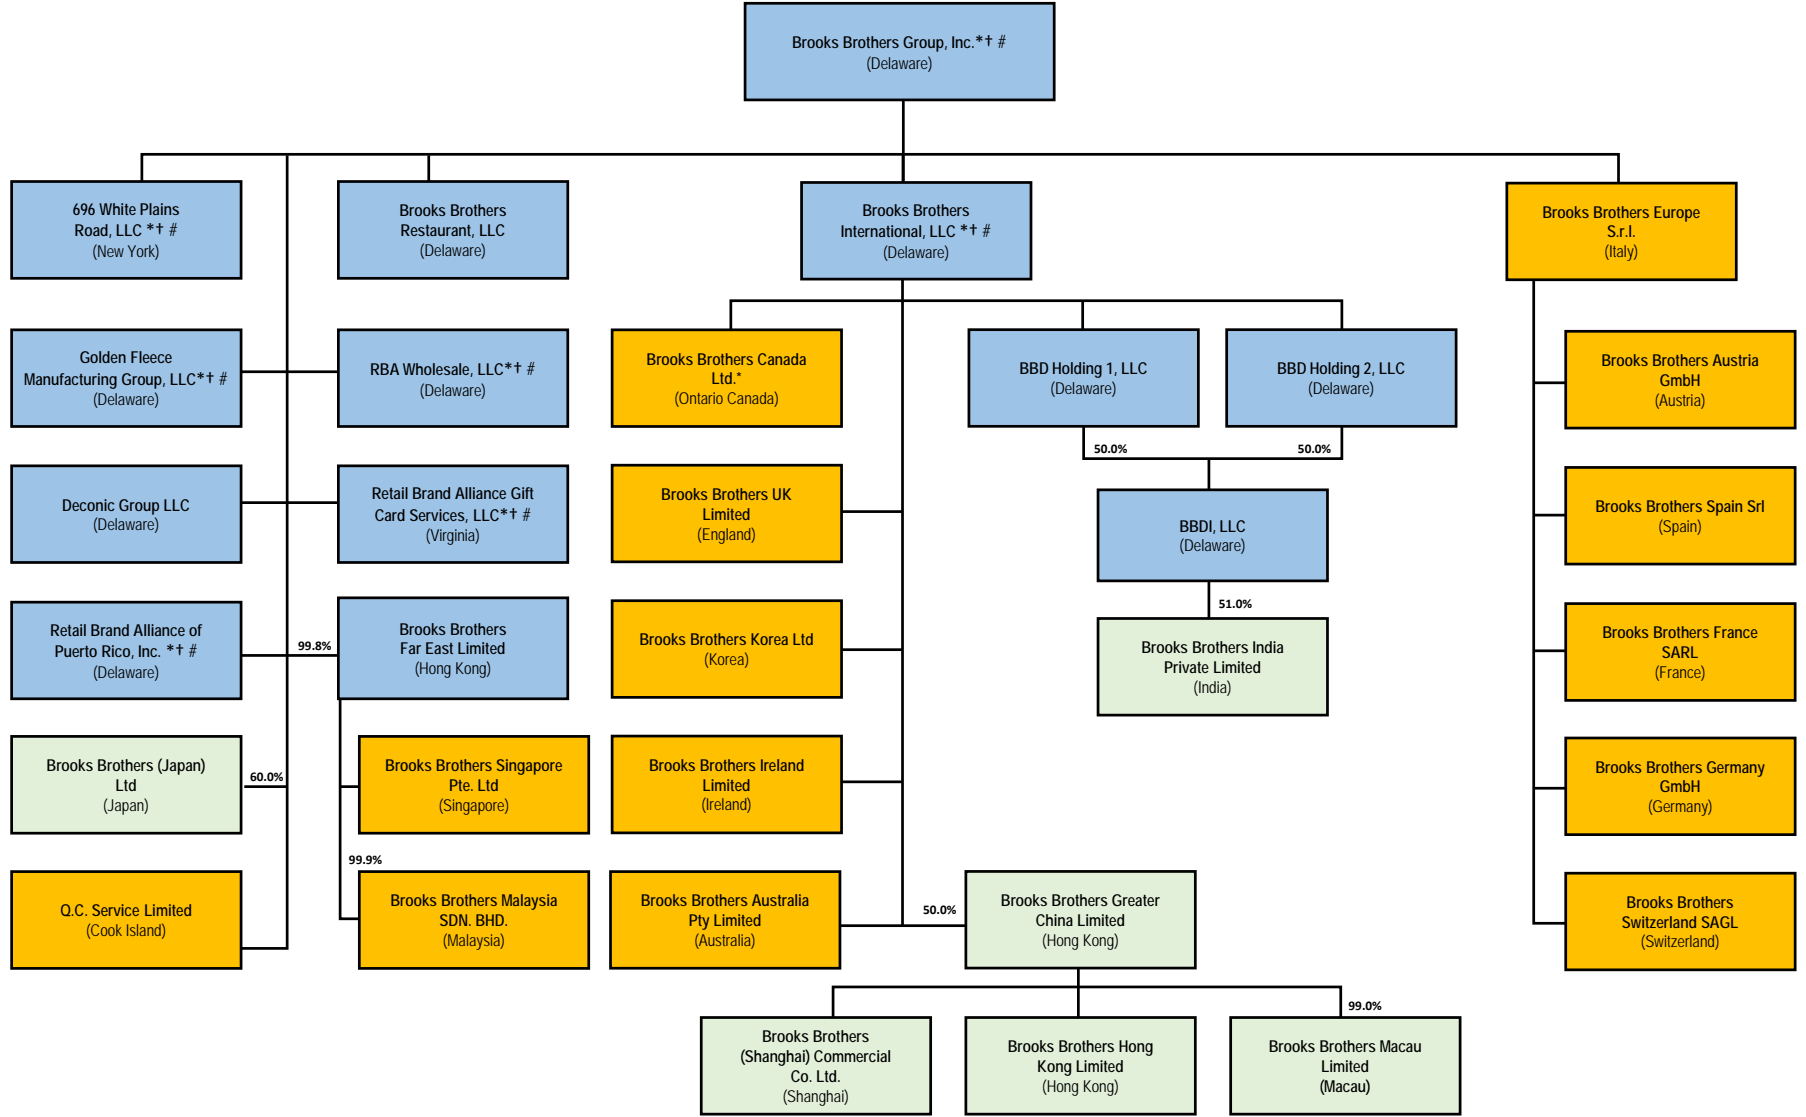 Brooks Brothers Group, Inc.*† #
(Delaware)
696 White Plains
Road, LLC *† #
(New York)
Brooks Brothers
Restaurant, LLC
(Delaware)
Brooks Brothers
International, LLC *† #
(Delaware)
Brooks Brothers Europe
S.r.l.
(Italy)
Golden Fleece
Manufacturing Group, LLC*† #
(Delaware)
RBA Wholesale, LLC*† #
(Delaware)
Brooks Brothers Canada
Ltd.*
(Ontario Canada)
BBD Holding 1, LLC
(Delaware)
BBD Holding 2, LLC
(Delaware)
Brooks Brothers Austria
GmbH
(Austria)
50.0%
50.0%
Deconic Group LLC
(Delaware)
Retail Brand Alliance Gift
Card Services, LLC*† #
(Virginia)
Brooks Brothers UK
Limited
(England)
BBDI, LLC
(Delaware)
Brooks Brothers Spain Srl
(Spain)
51.0%
Retail Brand Alliance of
Puerto Rico, Inc. *† #
(Delaware)
99.8%
Brooks Brothers
Far East Limited
(Hong Kong)
Brooks Brothers Korea Ltd
(Korea)
Brooks Brothers India
Private Limited
(India)
Brooks Brothers France
SARL
(France)
Brooks Brothers (Japan)
Ltd
(Japan)
60.0%
Brooks Brothers Singapore
Pte. Ltd
(Singapore)
Brooks Brothers Ireland
Limited
(Ireland)
Brooks Brothers Germany
GmbH
(Germany)
99.9%
Q.C. Service Limited
(Cook Island)
Brooks Brothers Malaysia
SDN. BHD.
(Malaysia)
Brooks Brothers Australia
Pty Limited
(Australia)
50.0%
Brooks Brothers Greater
China Limited
(Hong Kong)
Brooks Brothers
Switzerland SAGL
(Switzerland)
99.0%
Brooks Brothers
(Shanghai) Commercial
Co. Ltd.
(Shanghai)
Brooks Brothers Hong
Kong Limited
(Hong Kong)
Brooks Brothers Macau
Limited
(Macau)